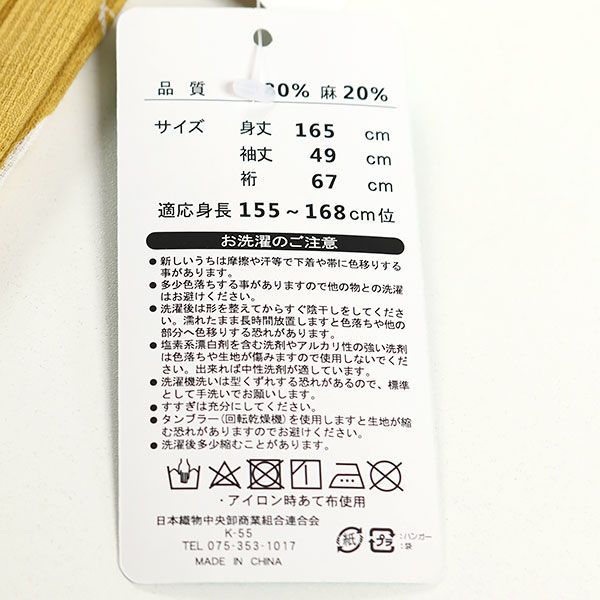 品 質 80% 麻 20%
サイズ 身丈 165 cm
袖丈 49 cm
裄 67 cm
適応身長 155～168cm位
お洗濯のご注意
● 新しいうちは摩擦や汗等で下着や帯に色移りする
事があります。
● 多少色落ちする事がありますので他の物との洗濯
はお避けください。
● 洗濯後は形を整えてからすぐ陰干しをしてくださ
い。濡れたまま長時間放置しますと色落ちや他の
部分へ色移りする恐れがあります。
● 塩素系漂白剤を含む洗剤やアルカリ性の強い洗剤
は色落ちや生地が傷みますので使用しないでくだ
さい。出来れば中性洗剤が適しています。
● 洗濯機洗いは型くずれする恐れがあるので、標準
として手洗いでお願いします。
● すすぎは充分にしてください。
● タンブラー(回転乾燥機)を使用しますと生地が縮
む恐れがありますのでお避けください。
● 洗濯後多少縮むことがあります。
・アイロン時あて布使用
日本織物中央卸商業組合連合会
K-55
TEL 075-353-1017
MADE IN CHINA
紙 プラ :ハンガー
:袋